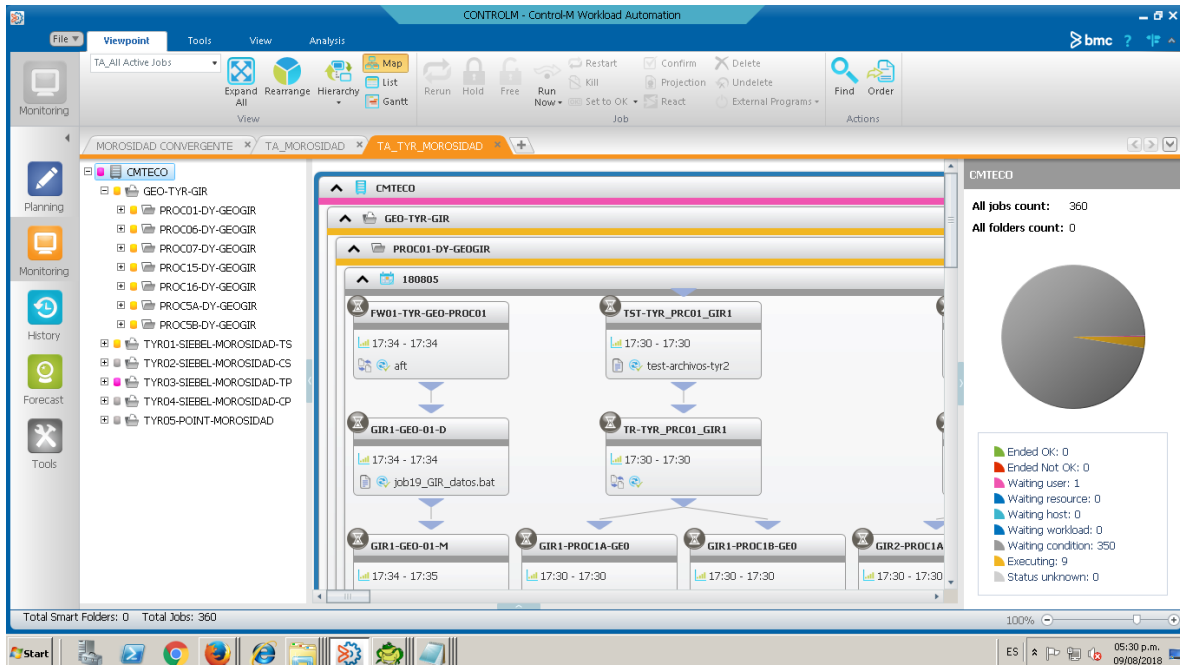 CONTROLM - Control-M Workload Automation
File
Viewpoint Tools View Analysis
bmc ?
TA_All Active Jobs
Expand All
Rearrange
Hierarchy
Map
List
Gantt
View
Rerun
Hold
Free
Run Now
Restart
Kill
Set to OK
Confirm
Projection
React
Delete
Undelete
External Programs
Job
Find
Order
Actions
Monitoring
MOROSIDAD CONVERGENTE
TA_MOROSIDAD
TA_TYR_MOROSIDAD
Planning
Monitoring
History
Forecast
Tools
CMTECO
GEO-TYR-GIR
PROC01-DY-GEOGIR
PROC06-DY-GEOGIR
PROC07-DY-GEOGIR
PROC15-DY-GEOGIR
PROC16-DY-GEOGIR
PROC5A-DY-GEOGIR
PROC5B-DY-GEOGIR
TYR01-SIEBEL-MOROSIDAD-TS
TYR02-SIEBEL-MOROSIDAD-CS
TYR03-SIEBEL-MOROSIDAD-TP
TYR04-SIEBEL-MOROSIDAD-CP
TYR05-POINT-MOROSIDAD
CMTECO
GEO-TYR-GIR
PROC01-DY-GEOGIR
180805
FW01-TYR-GEO-PROC01
17:34 - 17:34
aft
TST-TYR_PRC01_GIR1
17:30 - 17:30
test-archivos-tyr2
GIR1-GEO-01-D
17:34 - 17:34
job19_GIR_datos.bat
TR-TYR_PRC01_GIR1
17:30 - 17:30
GIR1-GEO-01-M
17:34 - 17:35
GIR1-PROC1A-GE0
17:30 - 17:30
GIR1-PROC1B-GE0
17:30 - 17:30
GIR2-PROC1A
17:30 - 17:30
CMTECO
All jobs count: 360
All folders count: 0
Ended OK: 0
Ended Not OK: 0
Waiting user: 1
Waiting resource: 0
Waiting host: 0
Waiting workload: 0
Waiting condition: 350
Executing: 9
Status unknown: 0
Total Smart Folders: 0 Total Jobs: 360
100%
Start
ES
05:30 p.m.
09/08/2018